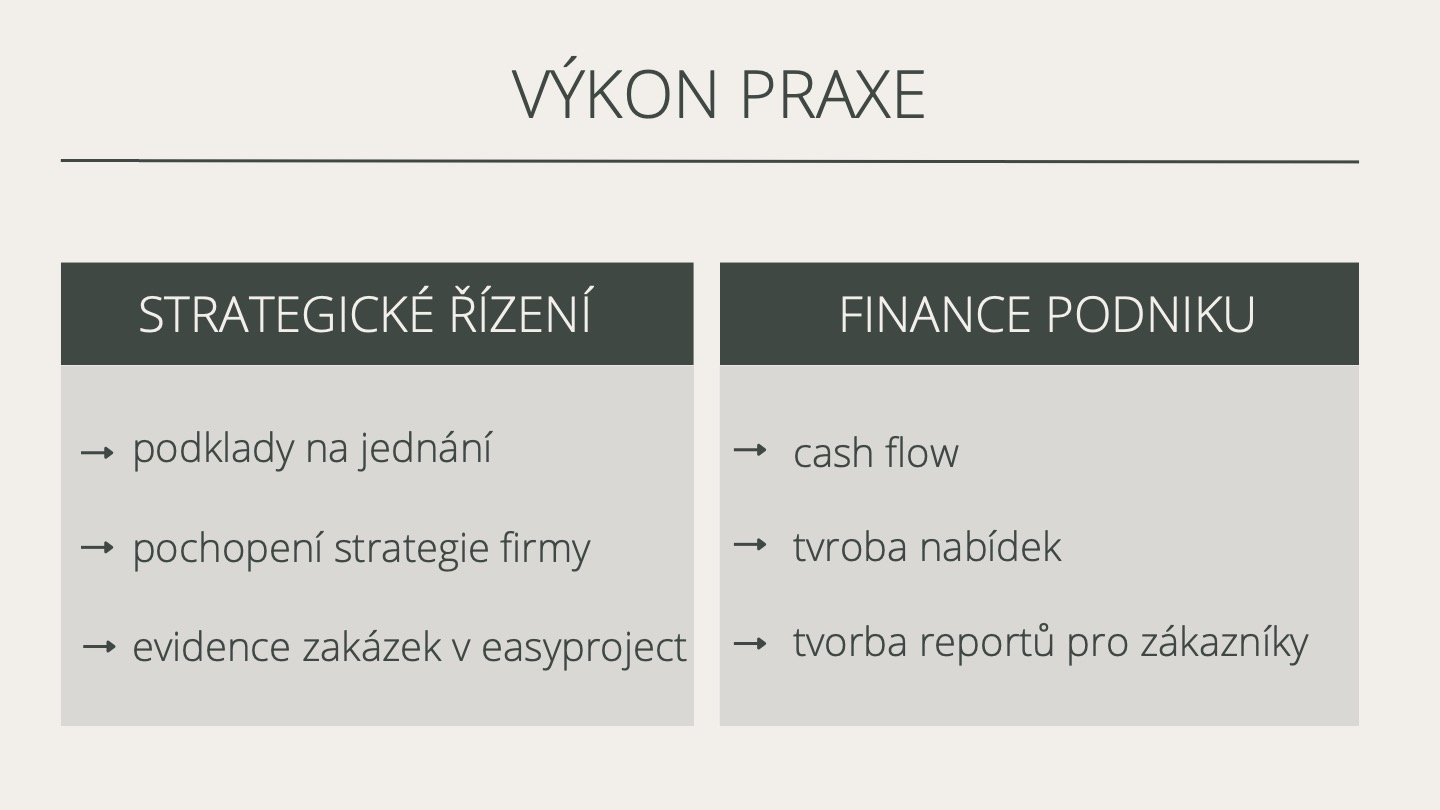 VÝKON PRAXE
STRATEGICKÉ ŘÍZENÍ
podklady na jednání
pochopení strategie firmy
evidence zakázek v easyproject
FINANCE PODNIKU
cash flow
tvroba nabídek
tvorba reportů pro zákazníky